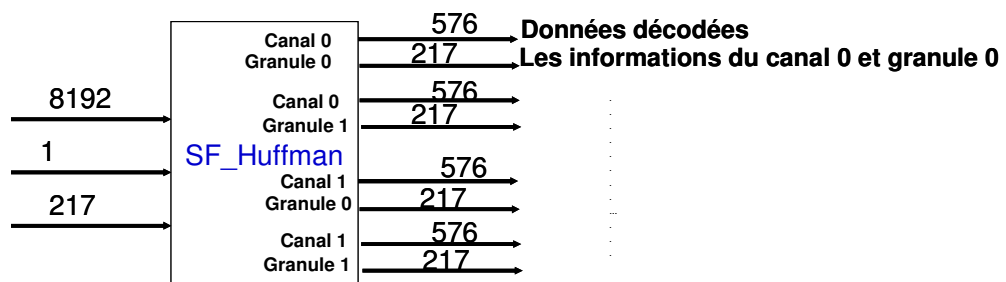 576 Données décodées
Canal 0
217 Les informations du canal 0 et granule 0
Granule 0
8192
576
Canal 0
217
Granule 1
1
SF_Huffman
576
Canal 1
217
217
Granule 0
576
Canal 1
217
Granule 1